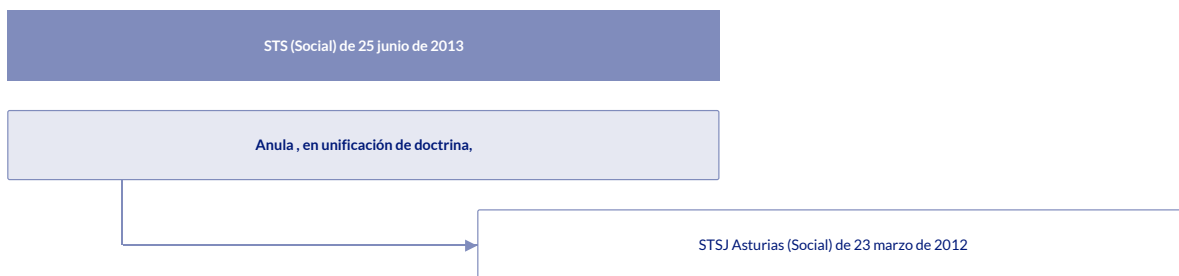 STS (Social) de 25 junio de 2013
Anula , en unificación de doctrina,
STSJ Asturias (Social) de 23 marzo de 2012